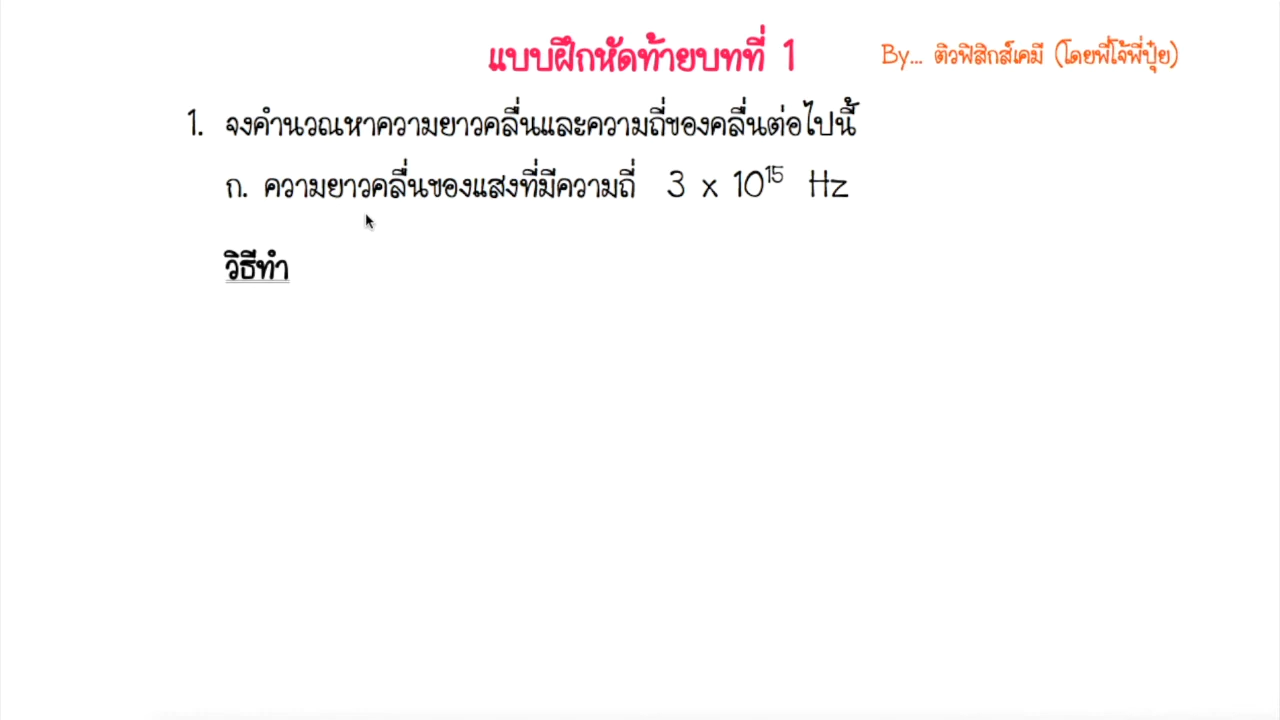 แบบฝึกหัดท้ายบทที่ 1
By... ติวฟิสิกส์เคมี (โดยพี่โจ้พี่ปุ๋ย)
1. จงคำนวณหาความยาวคลื่นและความถี่ของคลื่นต่อไปนี้
ก. ความยาวคลื่นของแสงที่มีความถี่ 3 x 10¹⁵ Hz
วิธีทำ